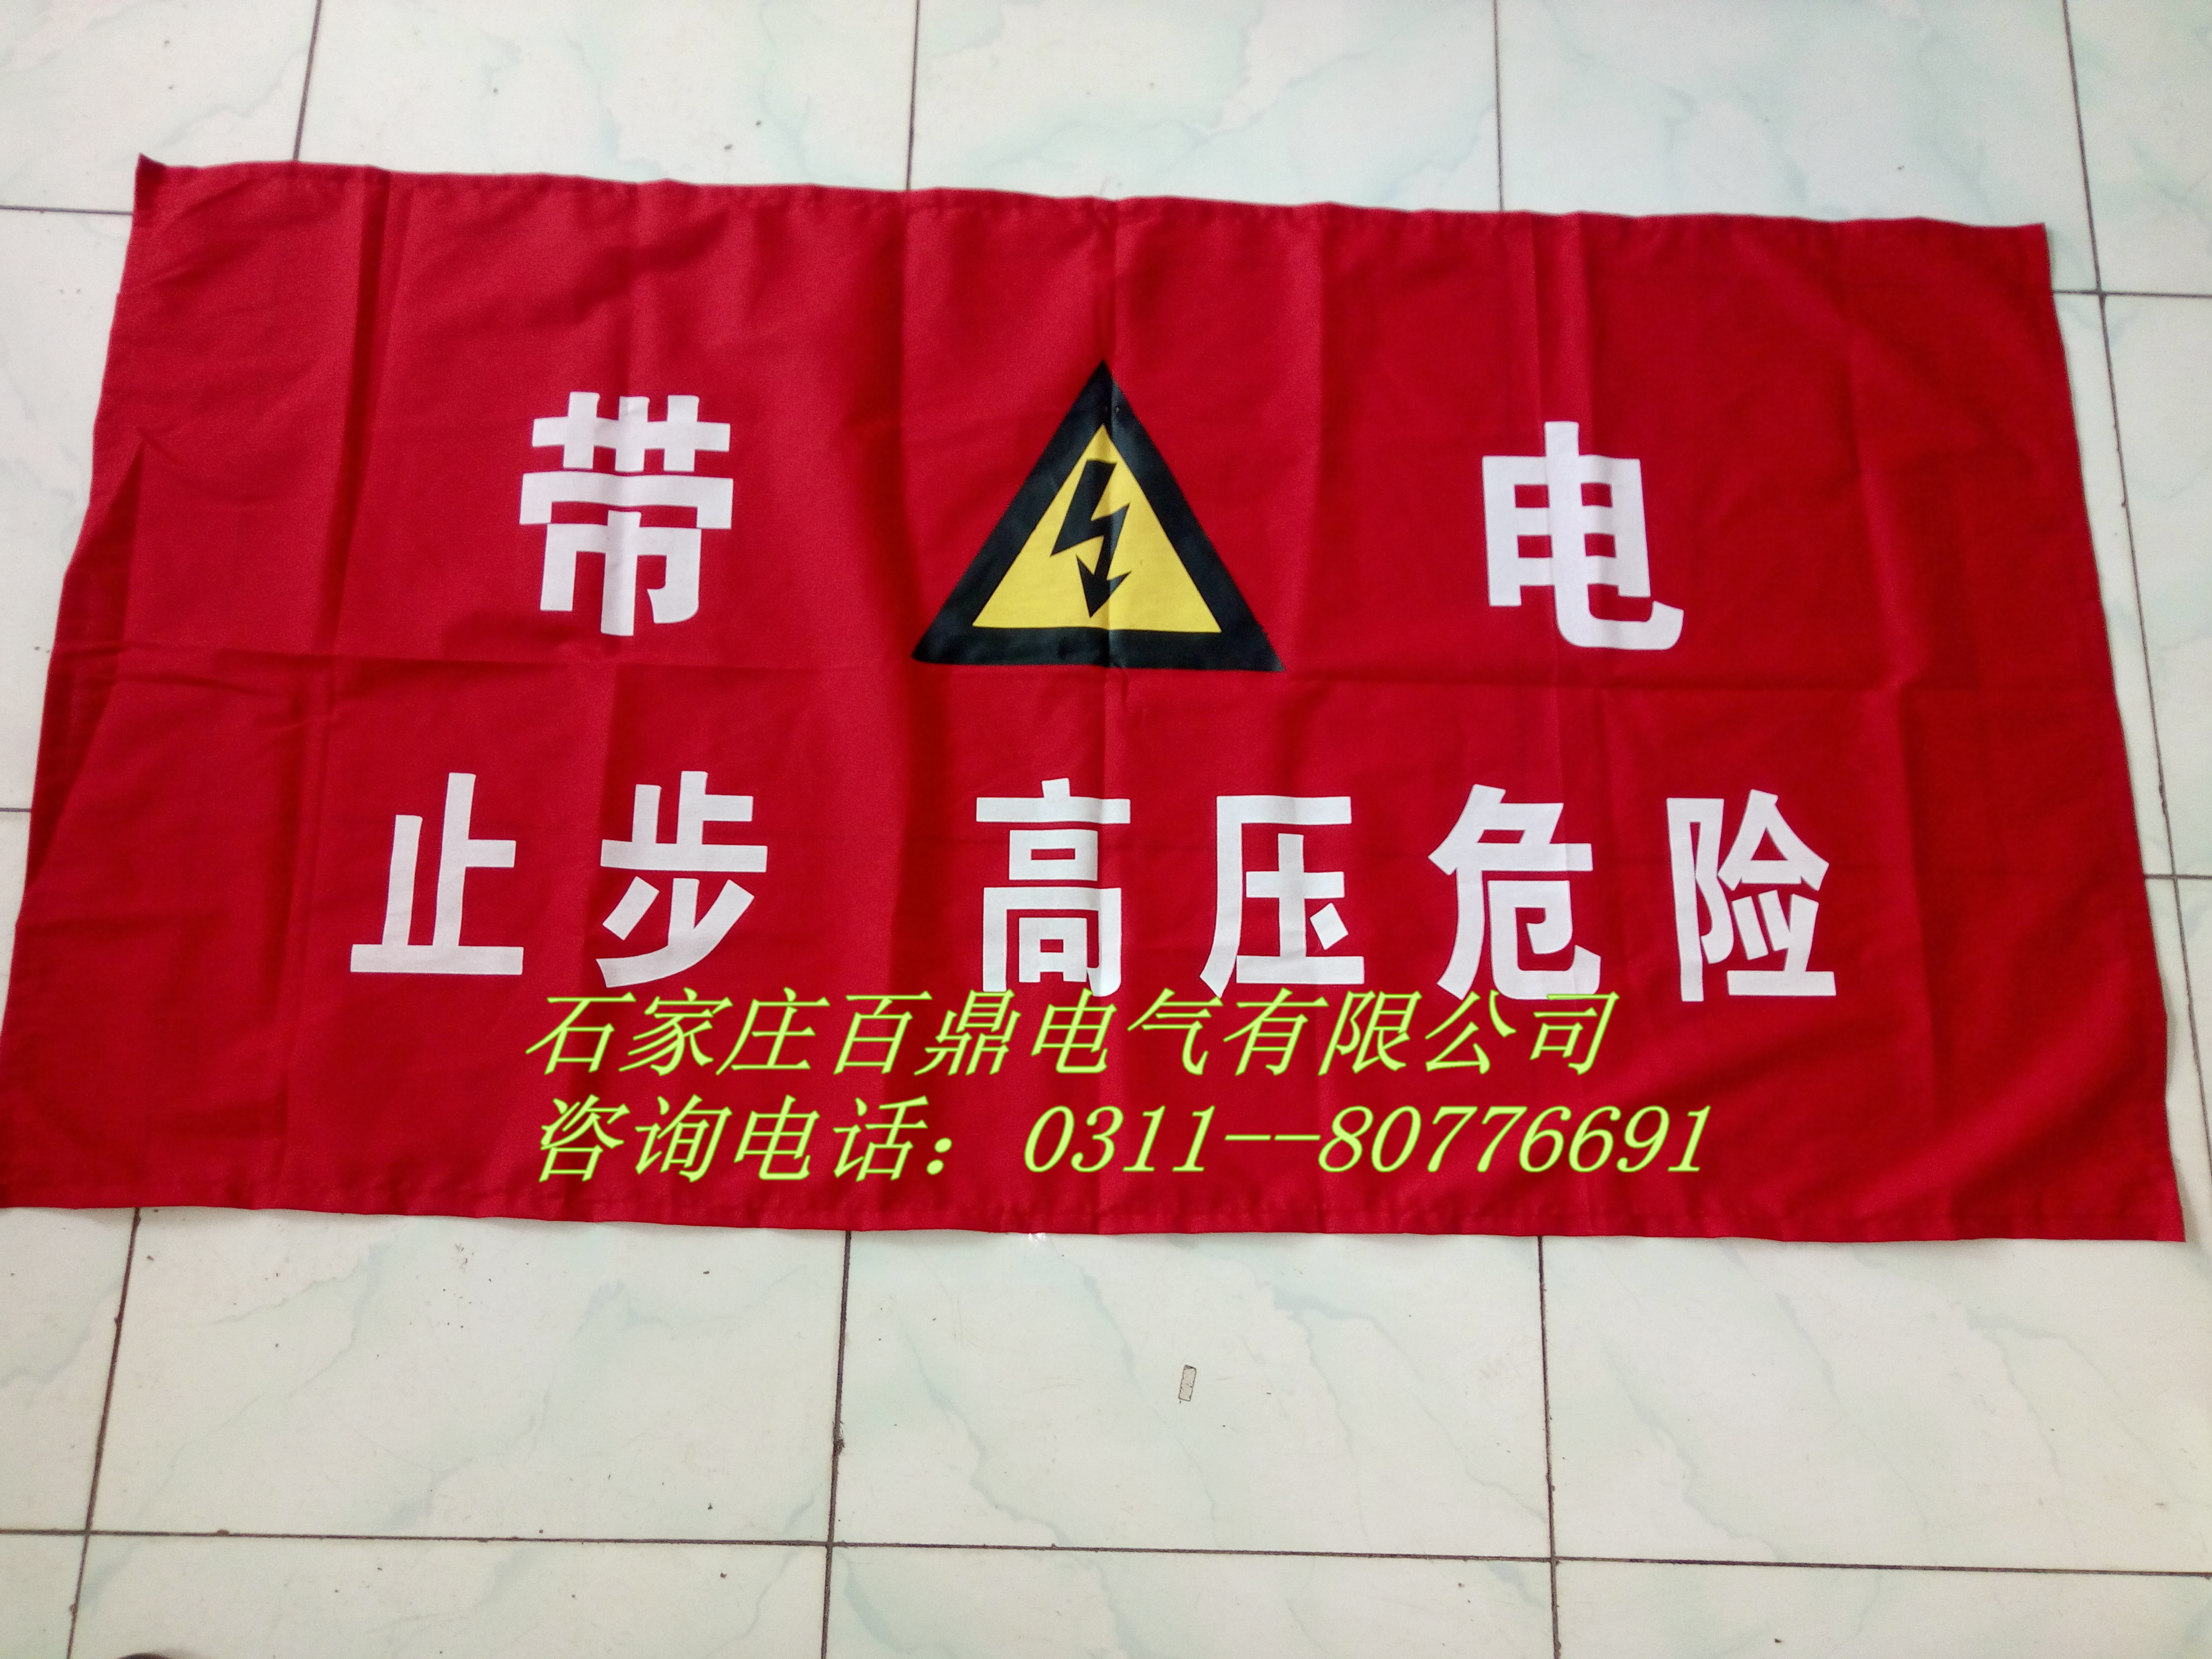 带 电
止步 高压危险
石家庄百鼎电气有限公司
咨询电话：0311--80776691